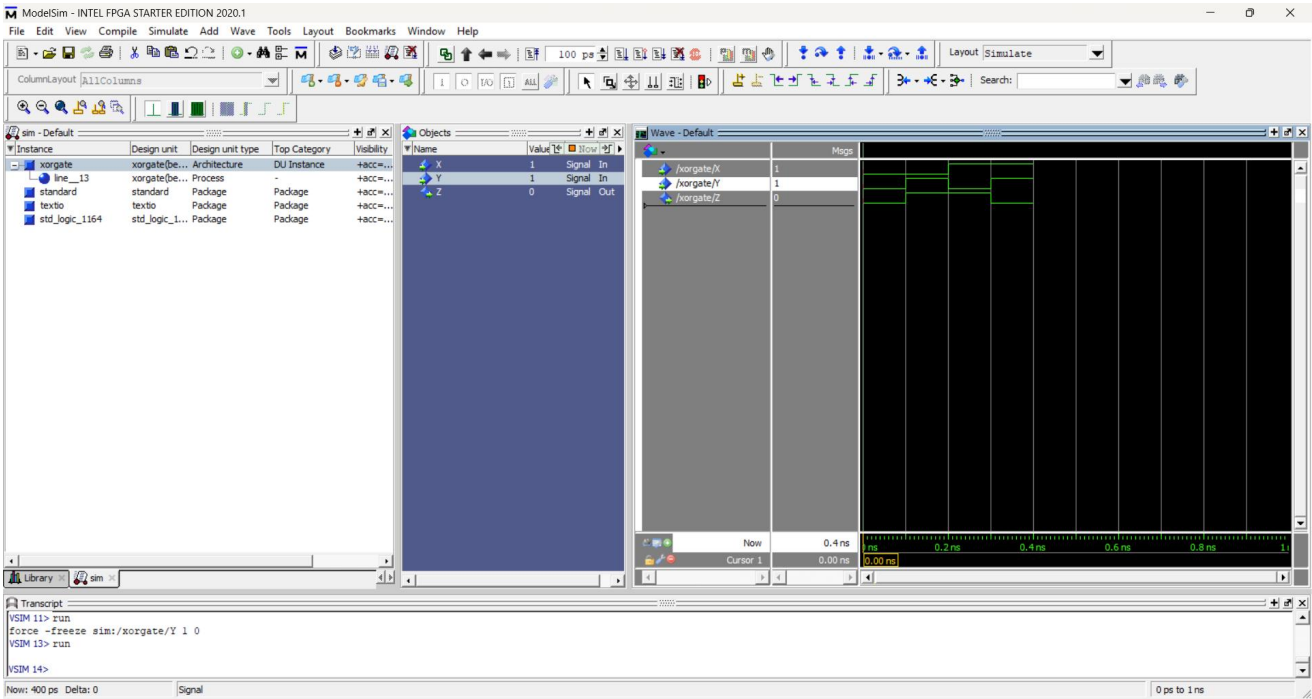 ModelSim - INTEL FPGA STARTER EDITION 2020.1
File Edit View Compile Simulate Add Wave Tools Layout Bookmarks Window Help
100 ps
Layout Simulate
ColumnLayout AllColumns
Search:
sim - Default
Instance Design unit Design unit type Top Category Visibility
xorgate xorgate(be... Architecture DU Instance +acc=...
line__13 xorgate(be... Process - +acc=...
standard standard Package Package +acc=...
textio textio Package Package +acc=...
std_logic_1164 std_logic_1... Package Package +acc=...
Library sim
Objects
Name Value Now
X 1 Signal In
Y 1 Signal In
Z 0 Signal Out
Wave - Default
Msgs
/xorgate/X 1
/xorgate/Y 1
/xorgate/Z 0
Now 0.4 ns
Cursor 1 0.00 ns
ns 0.2 ns 0.4 ns 0.6 ns 0.8 ns 1
0.00 ns
Transcript
VSIM 11> run
force -freeze sim:/xorgate/Y 1 0
VSIM 13> run
VSIM 14>
Now: 400 ps Delta: 0 Signal 0 ps to 1 ns